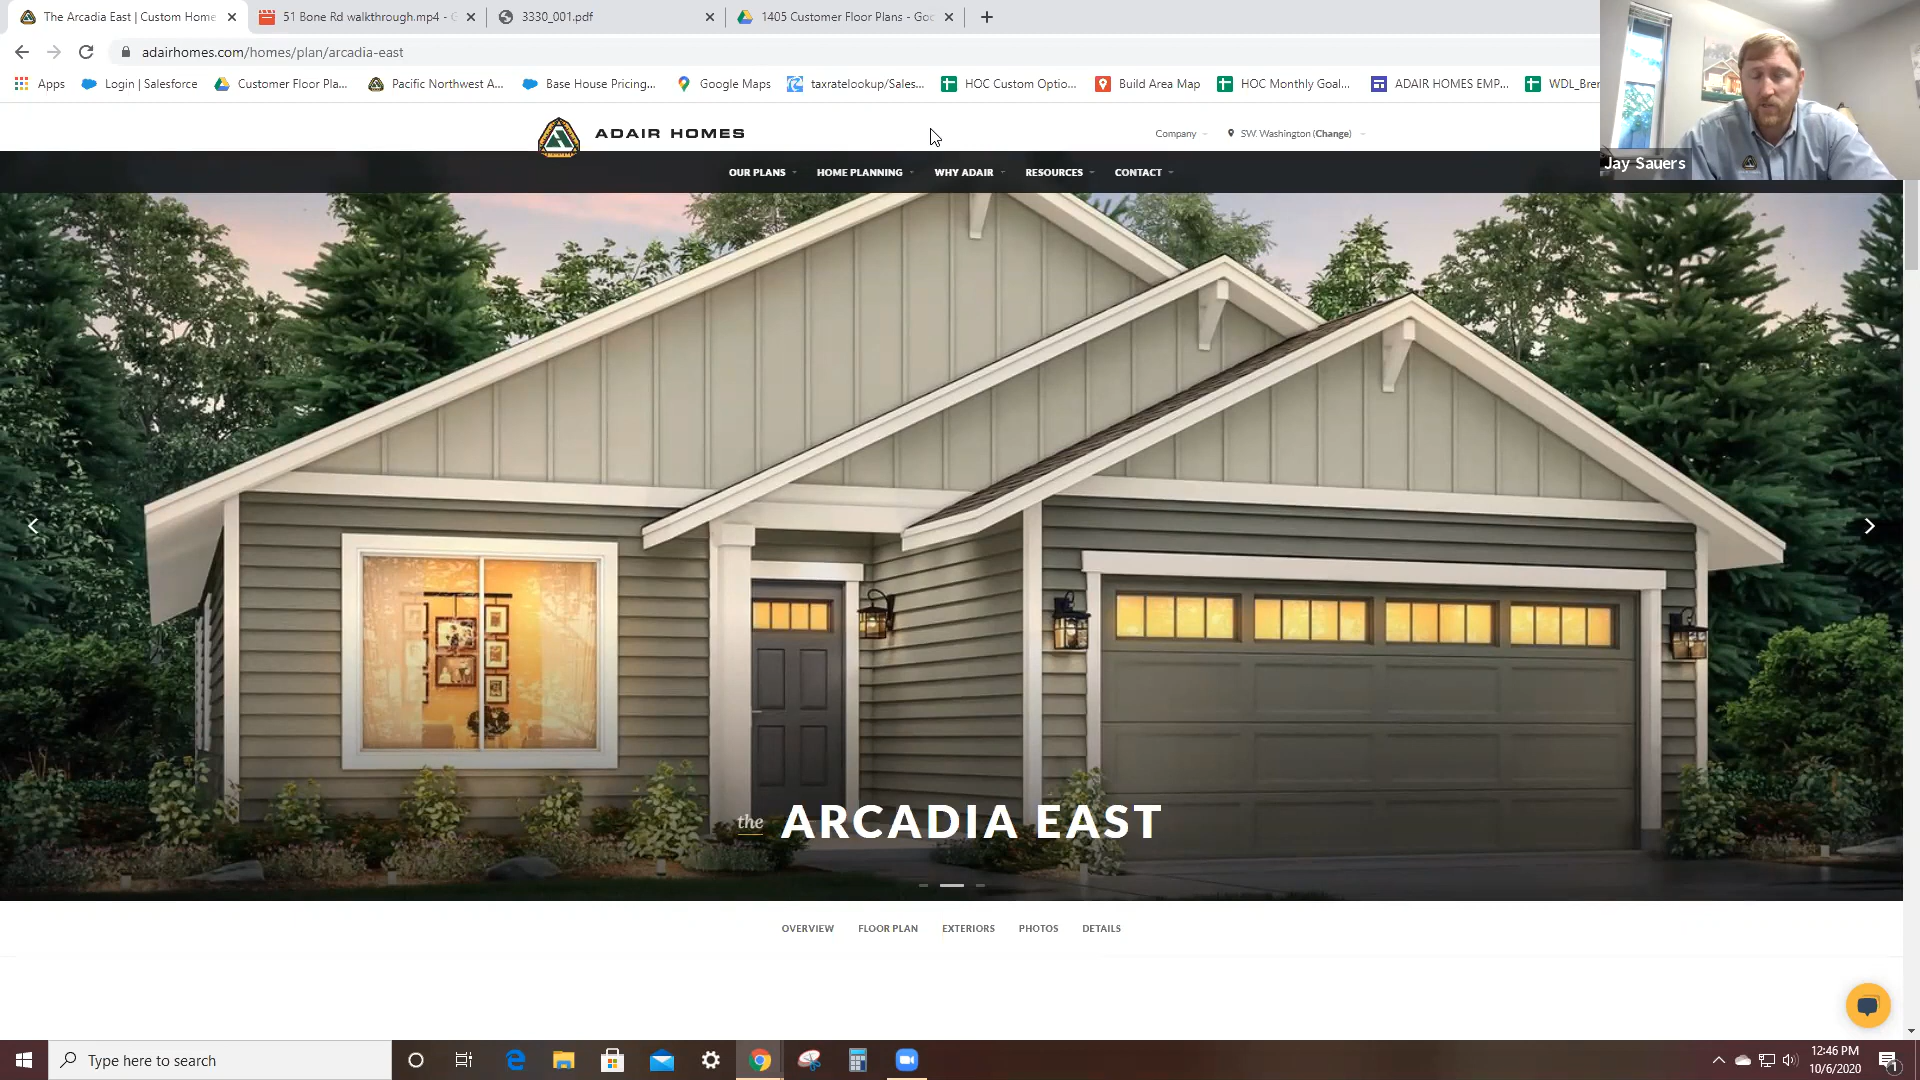 The Arcadia East | Custom Home
51 Bone Rd walkthrough.mp4 - G
3330_001.pdf
1405 Customer Floor Plans - Goo
adairhomes.com/homes/plan/arcadia-east
Apps
Login | Salesforce
Customer Floor Pla...
Pacific Northwest A...
Base House Pricing...
Google Maps
taxratelookup/Sales...
HOC Custom Optio...
Build Area Map
HOC Monthly Goal...
ADAIR HOMES EMP...
WDL_Bren
ADAIR HOMES
Company
SW. Washington (Change)
Jay Sauers
OUR PLANS
HOME PLANNING
WHY ADAIR
RESOURCES
CONTACT
the ARCADIA EAST
OVERVIEW
FLOOR PLAN
EXTERIORS
PHOTOS
DETAILS
Type here to search
12:46 PM
10/6/2020
1